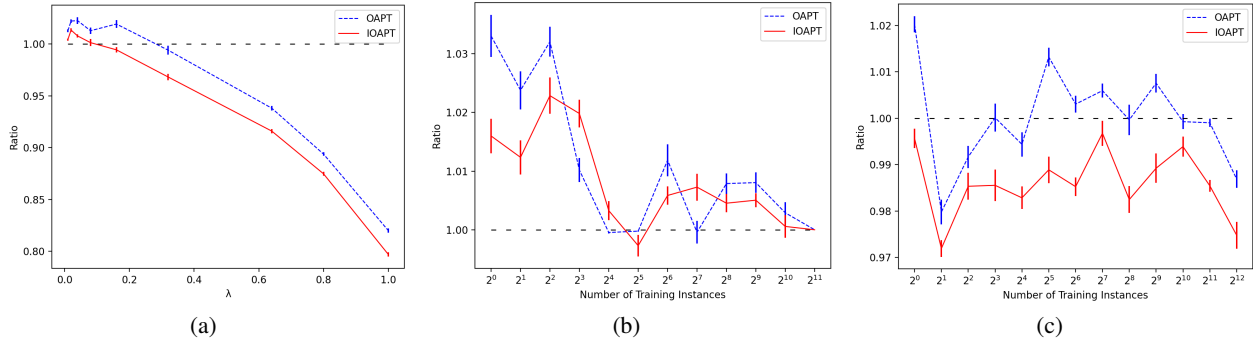 OAPT
IOAPT
1.00
0.95
0.90
0.85
0.80
Ratio
0.0 0.2 0.4 0.6 0.8 1.0
λ
(a)
OAPT
IOAPT
1.03
1.02
1.01
1.00
Ratio
2^0 2^1 2^2 2^3 2^4 2^5 2^6 2^7 2^8 2^9 2^10 2^11
Number of Training Instances
(b)
OAPT
IOAPT
1.02
1.01
1.00
0.99
0.98
0.97
Ratio
2^0 2^1 2^2 2^3 2^4 2^5 2^6 2^7 2^8 2^9 2^10 2^11 2^12
Number of Training Instances
(c)